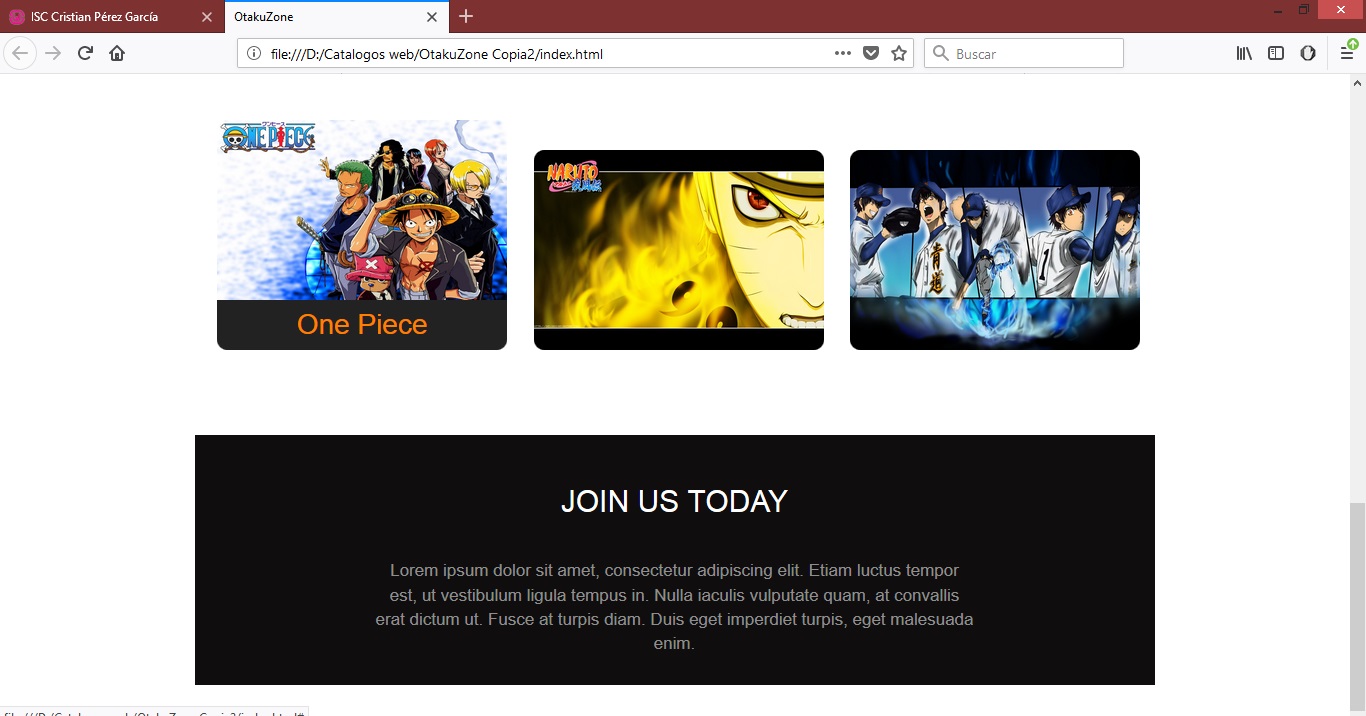 ISC Cristian Pérez García
OtakuZone
file:///D:/Catalogos web/OtakuZone Copia2/index.html
Buscar
ONE PIECE
NARUTO
One Piece
青道
1
JOIN US TODAY
Lorem ipsum dolor sit amet, consectetur adipiscing elit. Etiam luctus tempor
est, ut vestibulum ligula tempus in. Nulla iaculis vulputate quam, at convallis
erat dictum ut. Fusce at turpis diam. Duis eget imperdiet turpis, eget malesuada
enim.